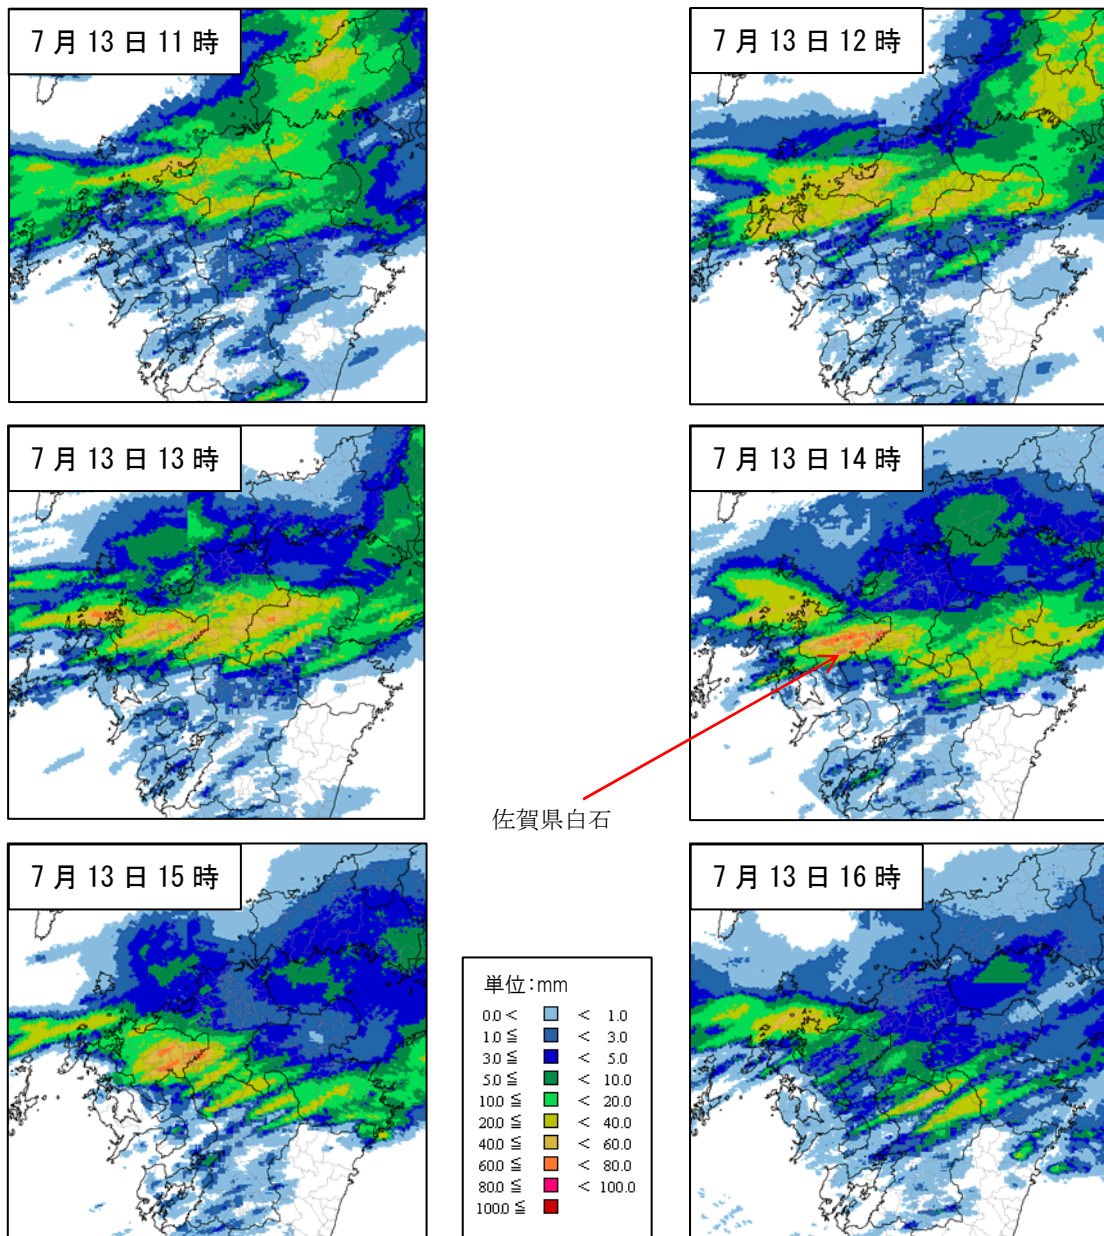 7月13日11時
7月13日12時
7月13日13時
7月13日14時
佐賀県白石
7月13日15時
7月13日16時
単位:mm
0.0 < < 1.0
1.0 ≦ < 3.0
3.0 ≦ < 5.0
5.0 ≦ < 10.0
10.0 ≦ < 20.0
20.0 ≦ < 40.0
40.0 ≦ < 60.0
60.0 ≦ < 80.0
80.0 ≦ < 100.0
100.0 ≦